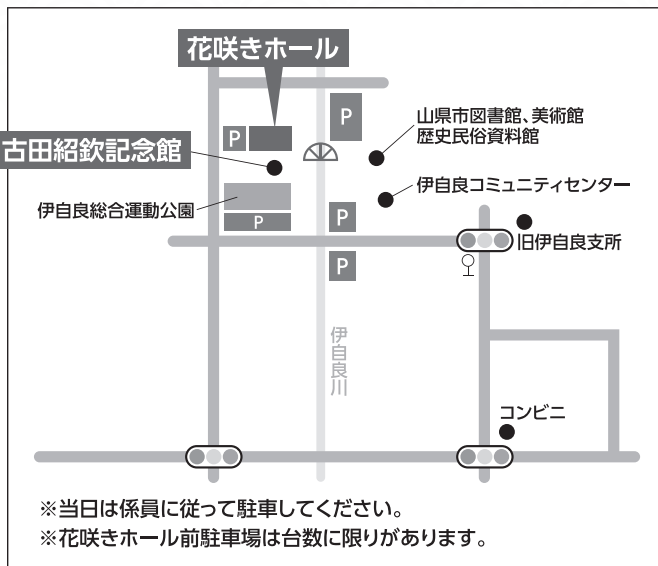 花咲きホール
P
P
山県市図書館、美術館
歴史民俗資料館
古田紹欽記念館
伊自良コミュニティセンター
伊自良総合運動公園
P
P
旧伊自良支所
P
伊自良川
コンビニ
※当日は係員に従って駐車してください。
※花咲きホール前駐車場は台数に限りがあります。